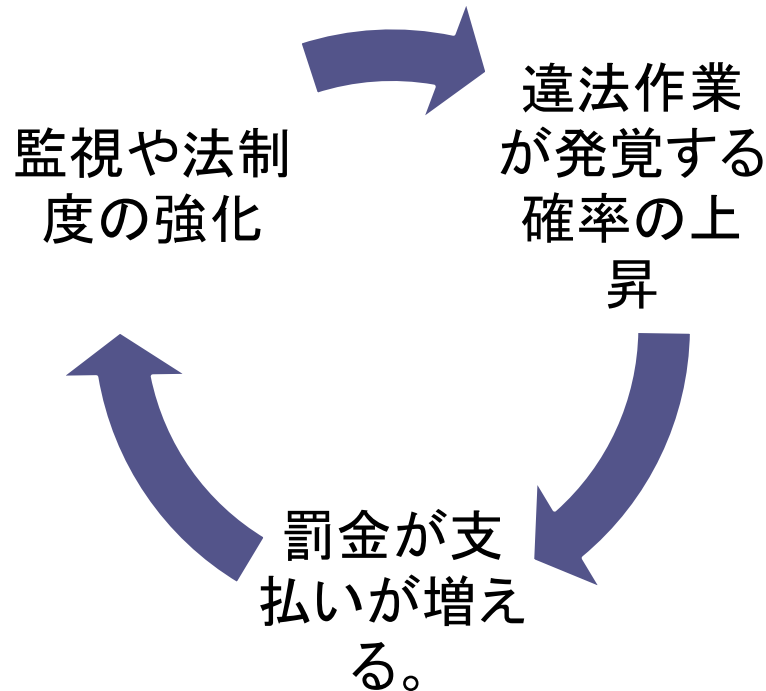 監視や法制
度の強化
違法作業
が発覚する
確率の上
昇
罰金が支
払いが増え
る。